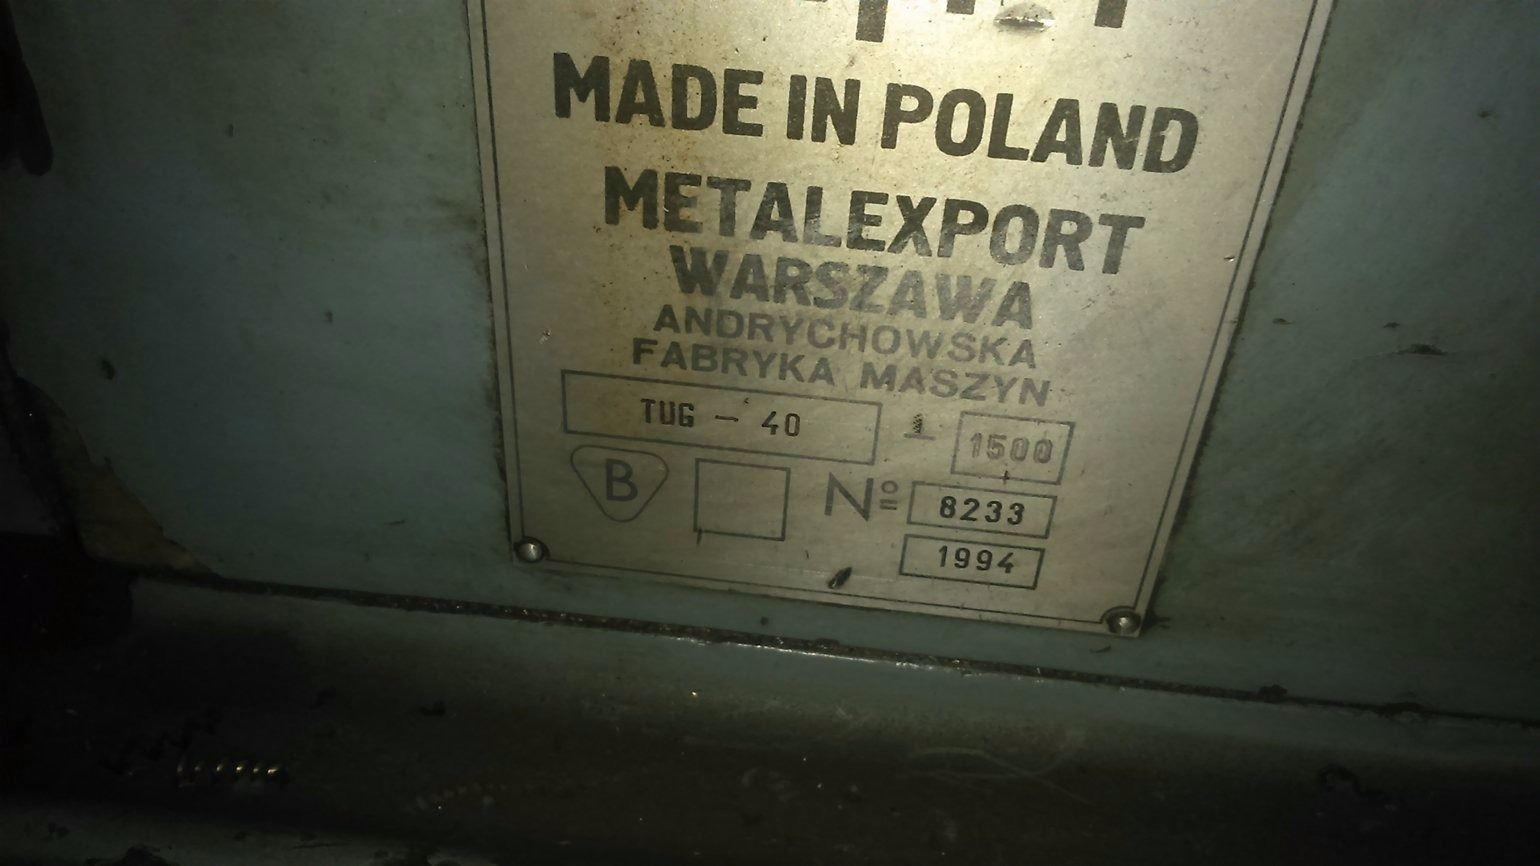 MADE IN POLAND
METALEXPORT
WARSZAWA
ANDRYCHOWSKA
FABRYKA MASZYN
TUG - 40 1500
B Nº 8233
1994